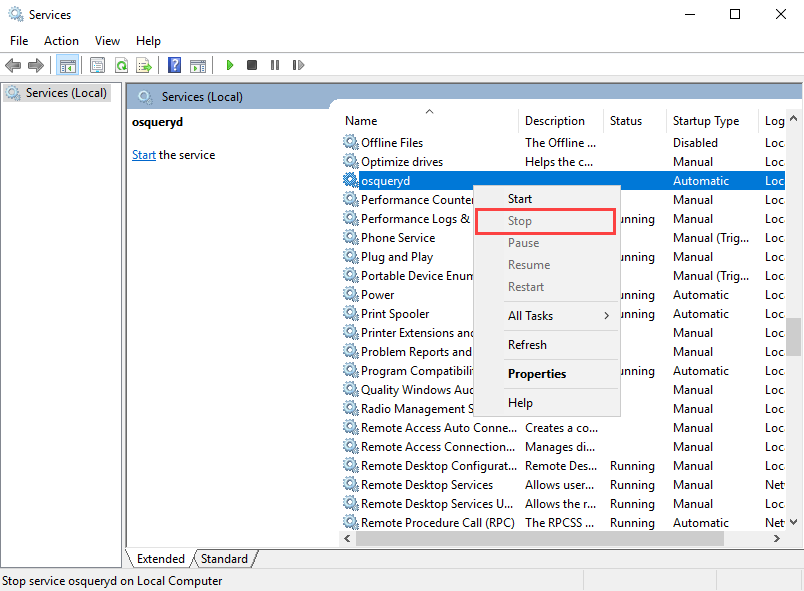 Services
File Action View Help
Services (Local)
Services (Local)
osqueryd
Start the service
Name Description Status Startup Type Log
Offline Files The Offline ... Disabled Loc
Optimize drives Helps the c... Manual Loc
osqueryd Automatic Loc
Performance Counter Manual Loc
Performance Logs & unning Manual Loc
Phone Service Manual (Trig... Loc
Plug and Play unning Manual Loc
Portable Device Enum Manual (Trig... Loc
Power unning Automatic Loc
Print Spooler unning Automatic Loc
Printer Extensions and Manual Loc
Problem Reports and Manual Loc
Program Compatibili unning Automatic Loc
Quality Windows Aud Manual Loc
Radio Management S Manual Loc
Remote Access Auto Conne... Creates a co... Manual Loc
Remote Access Connection... Manages di... Manual Loc
Remote Desktop Configurat... Remote Des... Running Manual Loc
Remote Desktop Services Allows user... Running Manual Net
Remote Desktop Services U... Allows the r... Running Manual Loc
Remote Procedure Call (RPC) The RPCSS ... Running Automatic Net
Start
Stop
Pause
Resume
Restart
All Tasks
Refresh
Properties
Help
Extended Standard
Stop service osqueryd on Local Computer